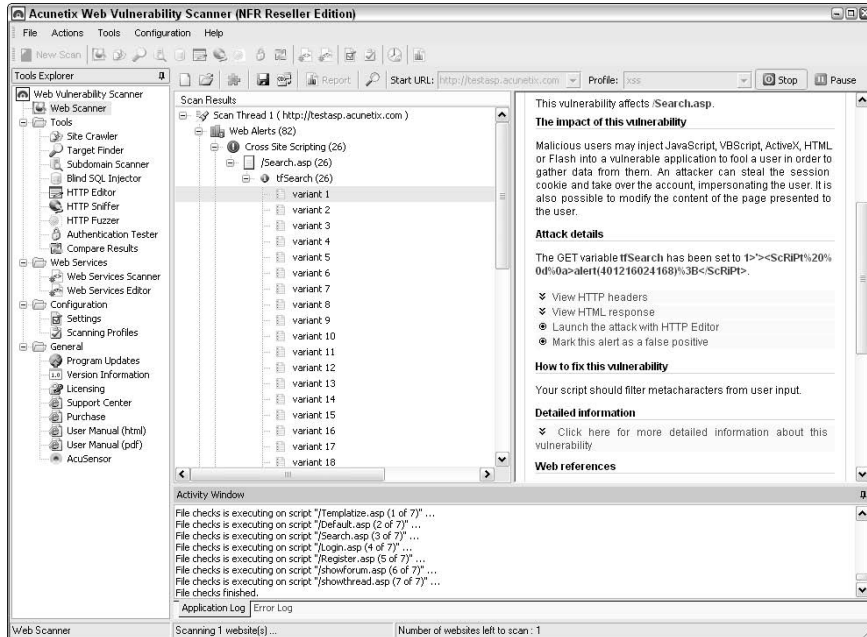 Acunetix Web Vulnerability Scanner (NFR Reseller Edition)
File Actions Tools Configuration Help
New Scan
Tools Explorer
Report
Start URL: http://testasp.acunetix.com
Profile: xss
Stop
Pause
Web Vulnerability Scanner
Web Scanner
Tools
Site Crawler
Target Finder
Subdomain Scanner
Blind SQL Injector
HTTP Editor
HTTP Sniffer
HTTP Fuzzer
Authentication Tester
Compare Results
Web Services
Web Services Scanner
Web Services Editor
Configuration
Settings
Scanning Profiles
General
Program Updates
Version Information
Licensing
Support Center
Purchase
User Manual (html)
User Manual (pdf)
AcuSensor
Scan Results
Scan Thread 1 ( http://testasp.acunetix.com )
Web Alerts (82)
Cross Site Scripting (26)
/Search.asp (26)
tfSearch (26)
variant 1
variant 2
variant 3
variant 4
variant 5
variant 6
variant 7
variant 8
variant 9
variant 10
variant 11
variant 12
variant 13
variant 14
variant 15
variant 16
variant 17
variant 18
This vulnerability affects /Search.asp.
The impact of this vulnerability
Malicious users may inject JavaScript, VBScript, ActiveX, HTML
or Flash into a vulnerable application to fool a user in order to
gather data from them. An attacker can steal the session
cookie and take over the account, impersonating the user. It is
also possible to modify the content of the page presented to
the user.
Attack details
The GET variable tfSearch has been set to 1>'><ScRiPt%20%
0d%0a>alert(401216024168)%3B</ScRiPt>.
View HTTP headers
View HTML response
Launch the attack with HTTP Editor
Mark this alert as a false positive
How to fix this vulnerability
Your script should filter metacharacters from user input.
Detailed information
Click here for more detailed information about this
vulnerability
Web references
Activity Window
File checks is executing on script "/Templatize.asp (1 of 7)" ...
File checks is executing on script "/Default.asp (2 of 7)" ...
File checks is executing on script "/Search.asp (3 of 7)" ...
File checks is executing on script "/Login.asp (4 of 7)" ...
File checks is executing on script "/Register.asp (5 of 7)" ...
File checks is executing on script "/showforum.asp (6 of 7)" ...
File checks is executing on script "/showthread.asp (7 of 7)" ...
File checks finished.
Application Log Error Log
Web Scanner
Scanning 1 website(s) ...
Number of websites left to scan : 1